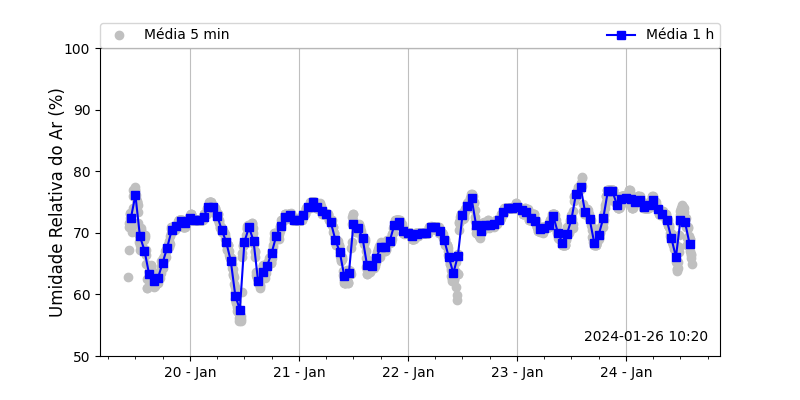 Média 5 min
Média 1 h
Umidade Relativa do Ar (%)
100
90
80
70
60
50
2024-01-26 10:20
20 - Jan
21 - Jan
22 - Jan
23 - Jan
24 - Jan